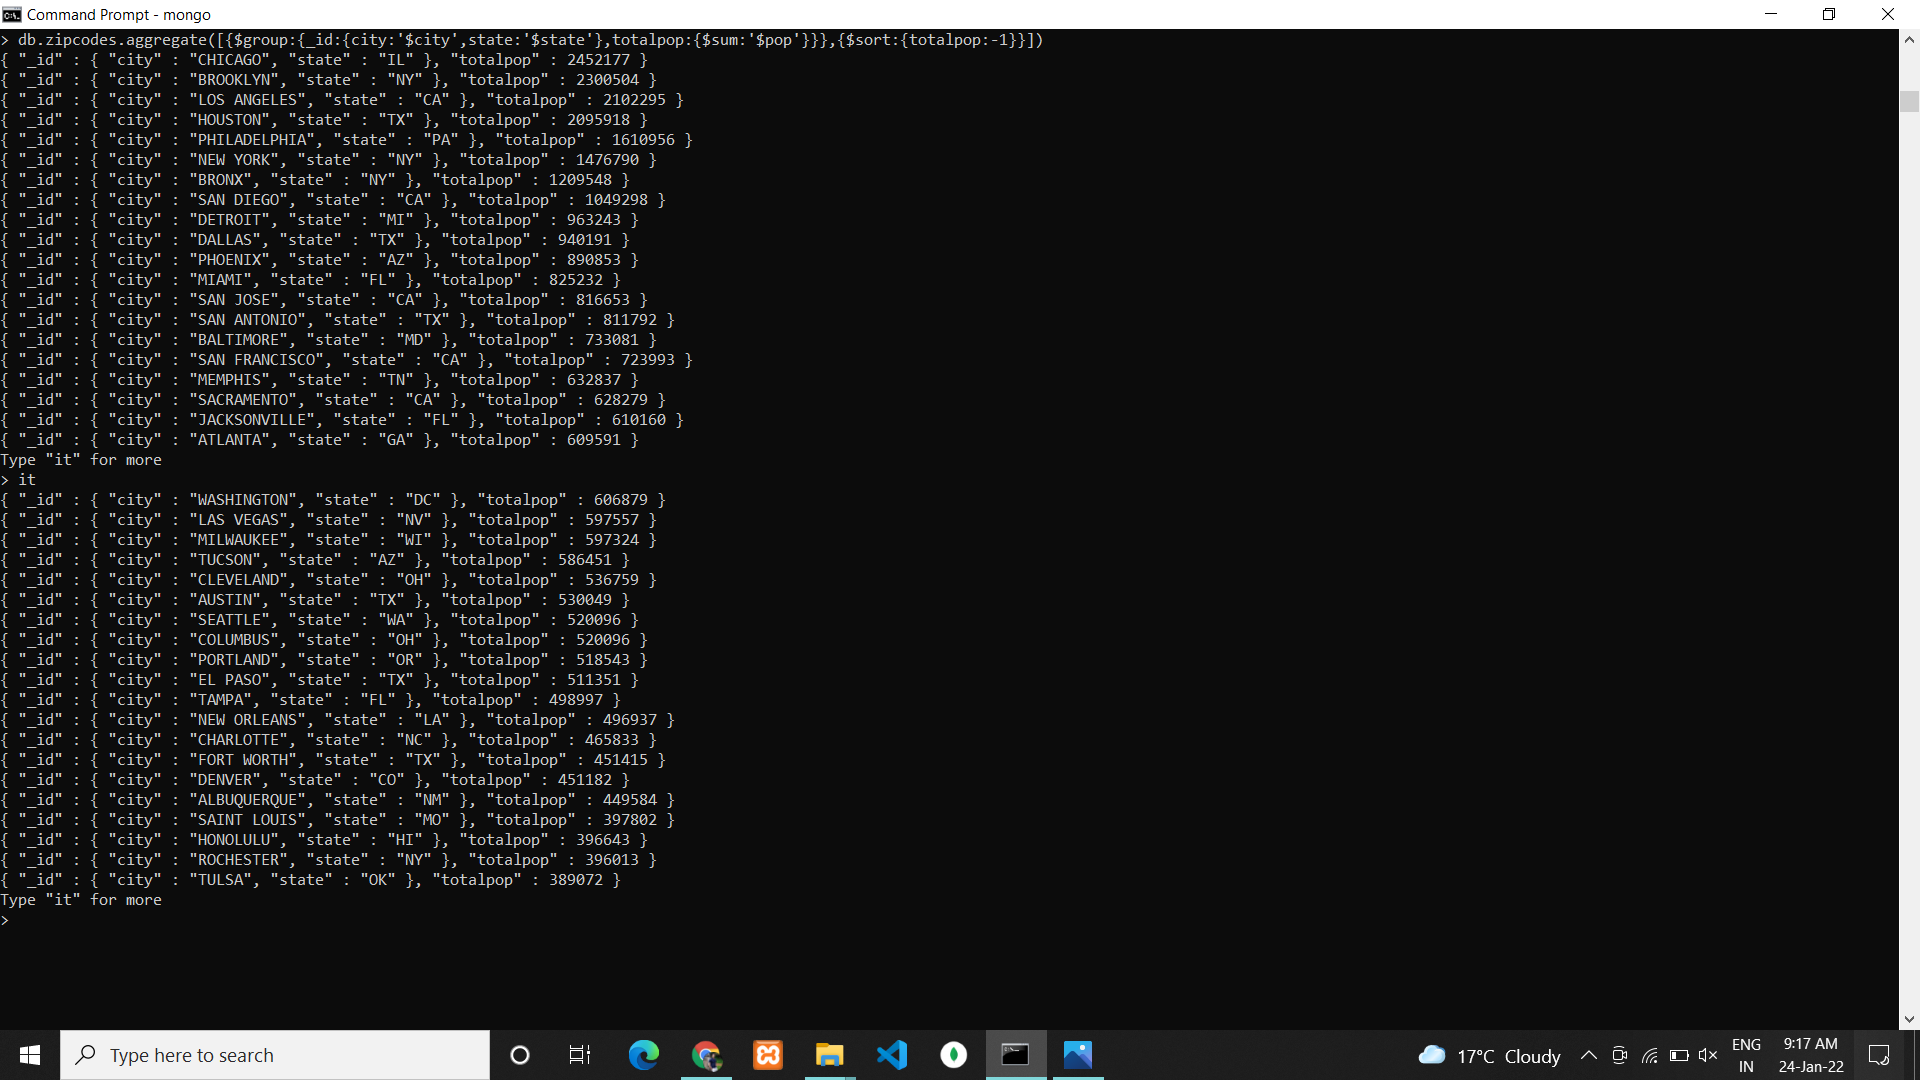 Command Prompt - mongo
> db.zipcodes.aggregate([{$group:{_id:{city:'$city',state:'$state'},totalpop:{$sum:'$pop'}}},{$sort:{totalpop:-1}}])
{ "_id" : { "city" : "CHICAGO", "state" : "IL" }, "totalpop" : 2452177 }
{ "_id" : { "city" : "BROOKLYN", "state" : "NY" }, "totalpop" : 2300504 }
{ "_id" : { "city" : "LOS ANGELES", "state" : "CA" }, "totalpop" : 2102295 }
{ "_id" : { "city" : "HOUSTON", "state" : "TX" }, "totalpop" : 2095918 }
{ "_id" : { "city" : "PHILADELPHIA", "state" : "PA" }, "totalpop" : 1610956 }
{ "_id" : { "city" : "NEW YORK", "state" : "NY" }, "totalpop" : 1476790 }
{ "_id" : { "city" : "BRONX", "state" : "NY" }, "totalpop" : 1209548 }
{ "_id" : { "city" : "SAN DIEGO", "state" : "CA" }, "totalpop" : 1049298 }
{ "_id" : { "city" : "DETROIT", "state" : "MI" }, "totalpop" : 963243 }
{ "_id" : { "city" : "DALLAS", "state" : "TX" }, "totalpop" : 940191 }
{ "_id" : { "city" : "PHOENIX", "state" : "AZ" }, "totalpop" : 890853 }
{ "_id" : { "city" : "MIAMI", "state" : "FL" }, "totalpop" : 825232 }
{ "_id" : { "city" : "SAN JOSE", "state" : "CA" }, "totalpop" : 816653 }
{ "_id" : { "city" : "SAN ANTONIO", "state" : "TX" }, "totalpop" : 811792 }
{ "_id" : { "city" : "BALTIMORE", "state" : "MD" }, "totalpop" : 733081 }
{ "_id" : { "city" : "SAN FRANCISCO", "state" : "CA" }, "totalpop" : 723993 }
{ "_id" : { "city" : "MEMPHIS", "state" : "TN" }, "totalpop" : 632837 }
{ "_id" : { "city" : "SACRAMENTO", "state" : "CA" }, "totalpop" : 628279 }
{ "_id" : { "city" : "JACKSONVILLE", "state" : "FL" }, "totalpop" : 610160 }
{ "_id" : { "city" : "ATLANTA", "state" : "GA" }, "totalpop" : 609591 }
Type "it" for more
> it
{ "_id" : { "city" : "WASHINGTON", "state" : "DC" }, "totalpop" : 606879 }
{ "_id" : { "city" : "LAS VEGAS", "state" : "NV" }, "totalpop" : 597557 }
{ "_id" : { "city" : "MILWAUKEE", "state" : "WI" }, "totalpop" : 597324 }
{ "_id" : { "city" : "TUCSON", "state" : "AZ" }, "totalpop" : 586451 }
{ "_id" : { "city" : "CLEVELAND", "state" : "OH" }, "totalpop" : 536759 }
{ "_id" : { "city" : "AUSTIN", "state" : "TX" }, "totalpop" : 530049 }
{ "_id" : { "city" : "SEATTLE", "state" : "WA" }, "totalpop" : 520096 }
{ "_id" : { "city" : "COLUMBUS", "state" : "OH" }, "totalpop" : 520096 }
{ "_id" : { "city" : "PORTLAND", "state" : "OR" }, "totalpop" : 518543 }
{ "_id" : { "city" : "EL PASO", "state" : "TX" }, "totalpop" : 511351 }
{ "_id" : { "city" : "TAMPA", "state" : "FL" }, "totalpop" : 498997 }
{ "_id" : { "city" : "NEW ORLEANS", "state" : "LA" }, "totalpop" : 496937 }
{ "_id" : { "city" : "CHARLOTTE", "state" : "NC" }, "totalpop" : 465833 }
{ "_id" : { "city" : "FORT WORTH", "state" : "TX" }, "totalpop" : 451415 }
{ "_id" : { "city" : "DENVER", "state" : "CO" }, "totalpop" : 451182 }
{ "_id" : { "city" : "ALBUQUERQUE", "state" : "NM" }, "totalpop" : 449584 }
{ "_id" : { "city" : "SAINT LOUIS", "state" : "MO" }, "totalpop" : 397802 }
{ "_id" : { "city" : "HONOLULU", "state" : "HI" }, "totalpop" : 396643 }
{ "_id" : { "city" : "ROCHESTER", "state" : "NY" }, "totalpop" : 396013 }
{ "_id" : { "city" : "TULSA", "state" : "OK" }, "totalpop" : 389072 }
Type "it" for more
>
Type here to search
17°C Cloudy
ENG
IN
9:17 AM
24-Jan-22